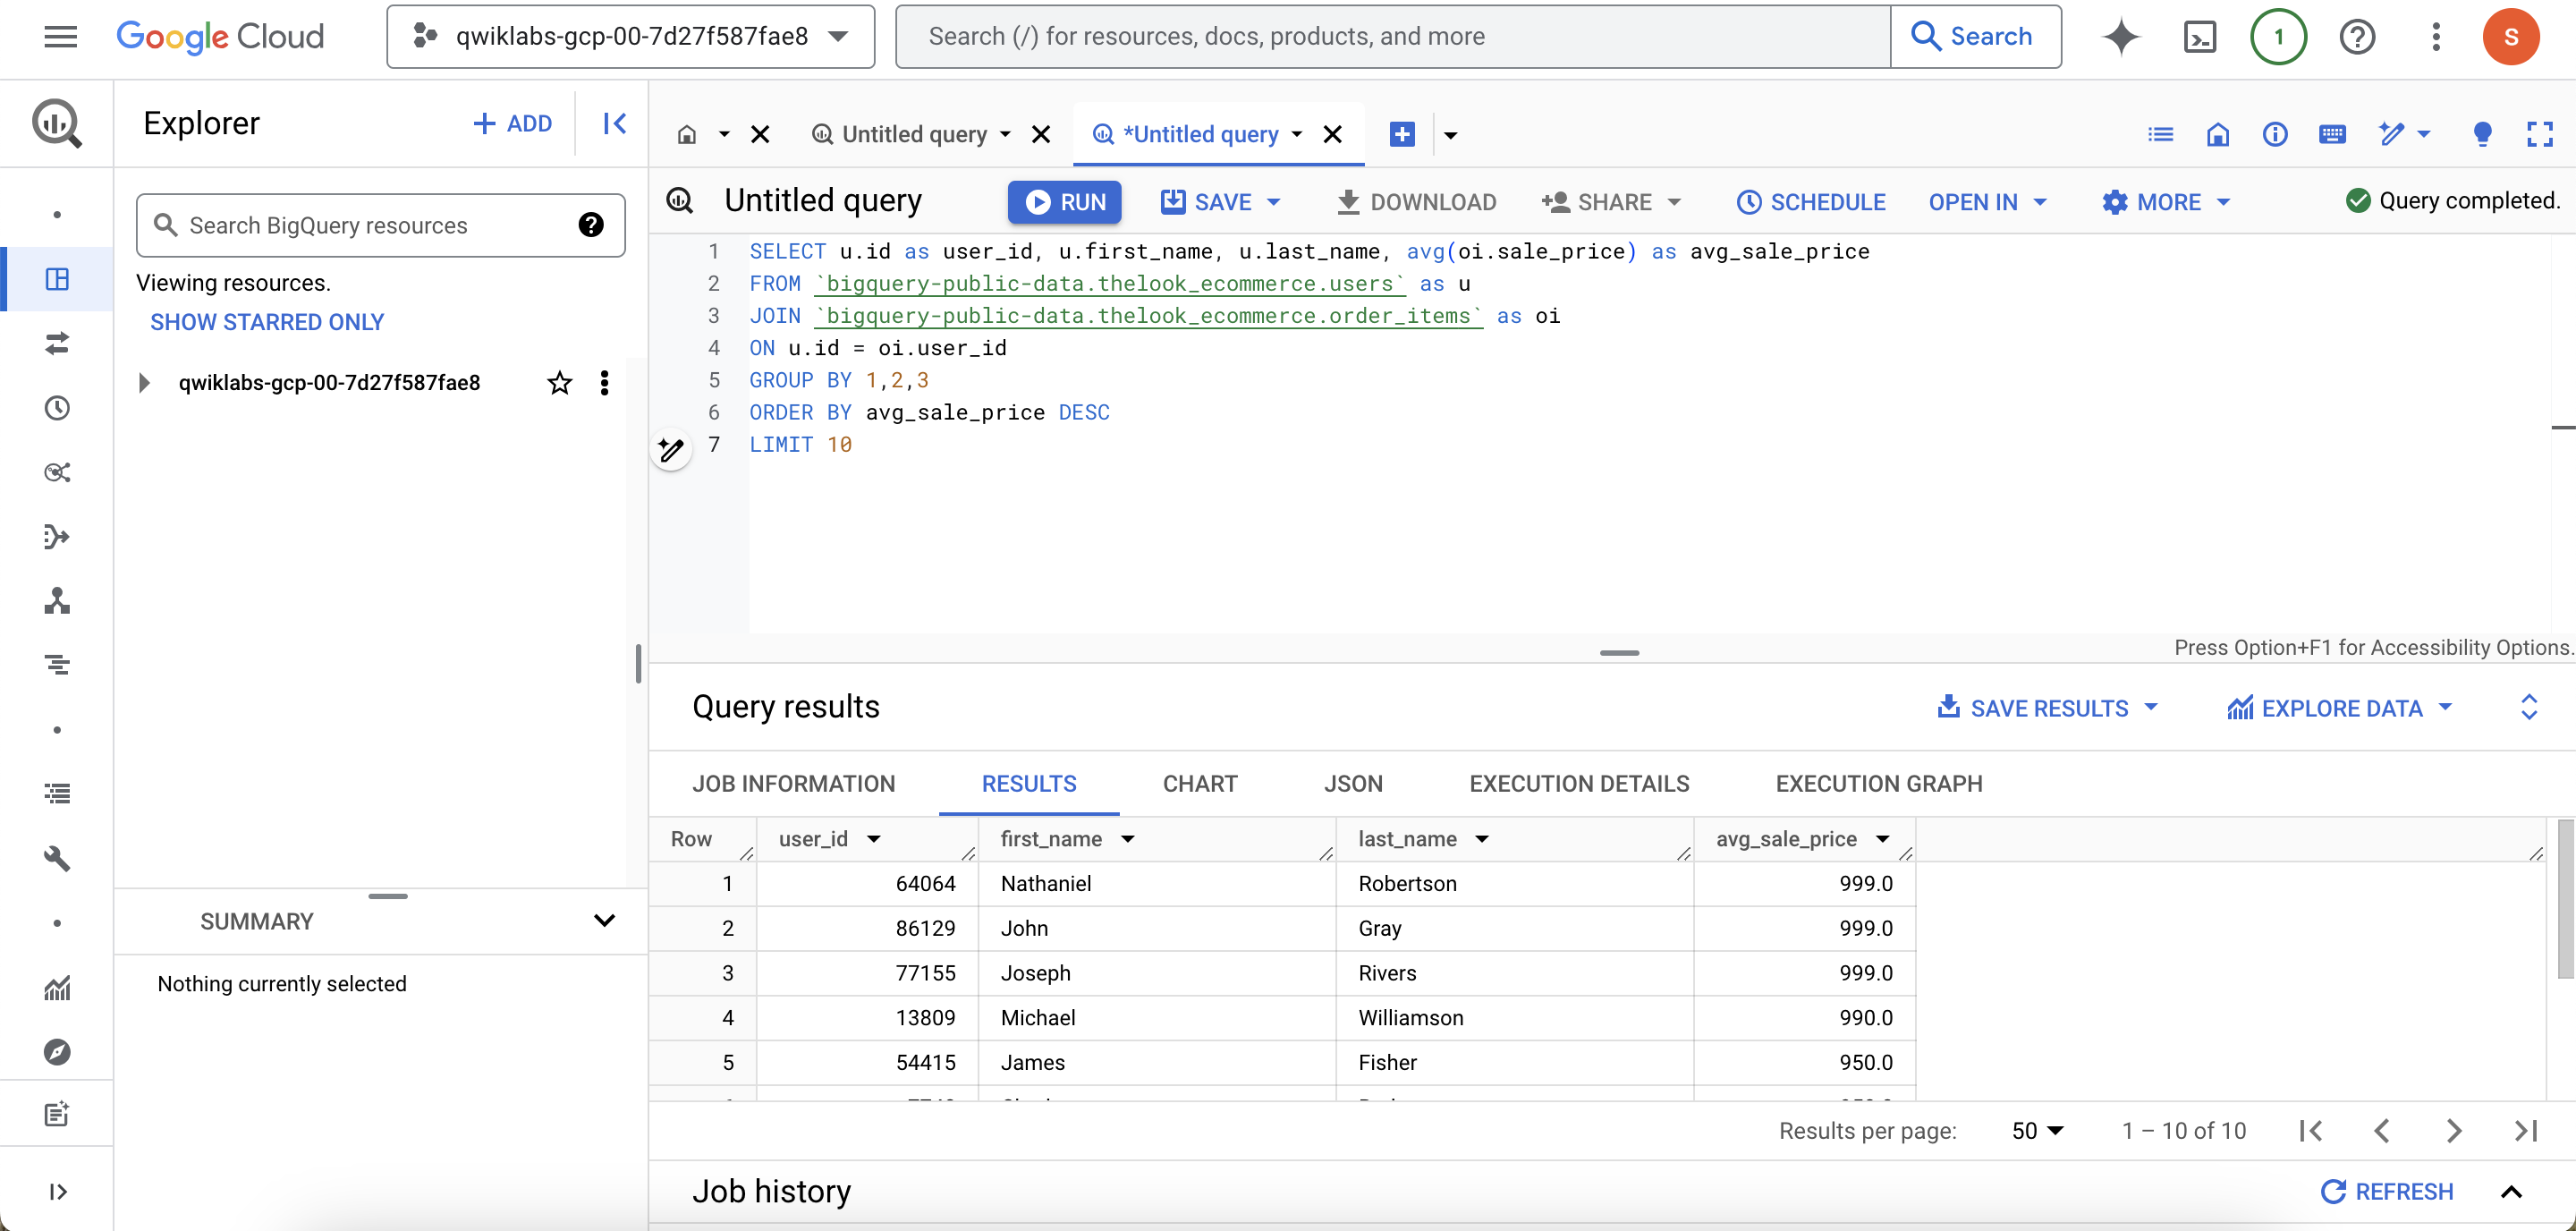 Google Cloud
qwiklabs-gcp-00-7d27f587fae8
Search (/) for resources, docs, products, and more
Search
1
S
Explorer
ADD
Untitled query
*Untitled query
Search BigQuery resources
Viewing resources.
SHOW STARRED ONLY
qwiklabs-gcp-00-7d27f587fae8
SUMMARY
Nothing currently selected
Untitled query
RUN
SAVE
DOWNLOAD
SHARE
SCHEDULE
OPEN IN
MORE
Query completed.
1 SELECT u.id as user_id, u.first_name, u.last_name, avg(oi.sale_price) as avg_sale_price
2 FROM `bigquery-public-data.thelook_ecommerce.users` as u
3 JOIN `bigquery-public-data.thelook_ecommerce.order_items` as oi
4 ON u.id = oi.user_id
5 GROUP BY 1,2,3
6 ORDER BY avg_sale_price DESC
7 LIMIT 10
Press Option+F1 for Accessibility Options.
Query results
SAVE RESULTS
EXPLORE DATA
JOB INFORMATION RESULTS CHART JSON EXECUTION DETAILS EXECUTION GRAPH
Row user_id first_name last_name avg_sale_price
1 64064 Nathaniel Robertson 999.0
2 86129 John Gray 999.0
3 77155 Joseph Rivers 999.0
4 13809 Michael Williamson 990.0
5 54415 James Fisher 950.0
Results per page: 50 1 – 10 of 10
Job history
REFRESH